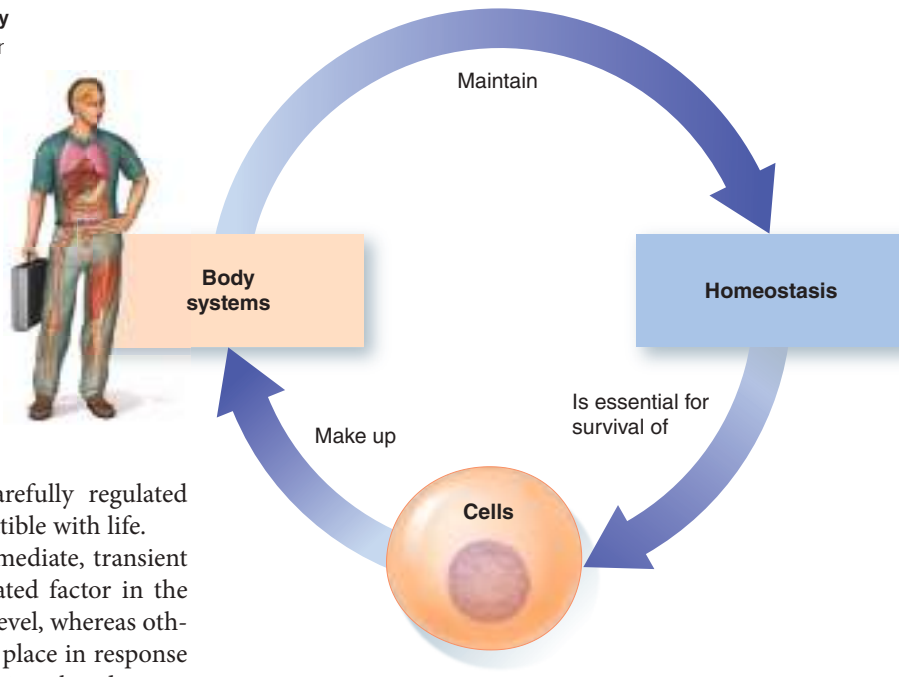 y
r
Maintain
Body
systems
Homeostasis
Is essential for
survival of
Make up
Cells
arefully regulated
tible with life.
mediate, transient
ated factor in the
evel, whereas oth-
place in response